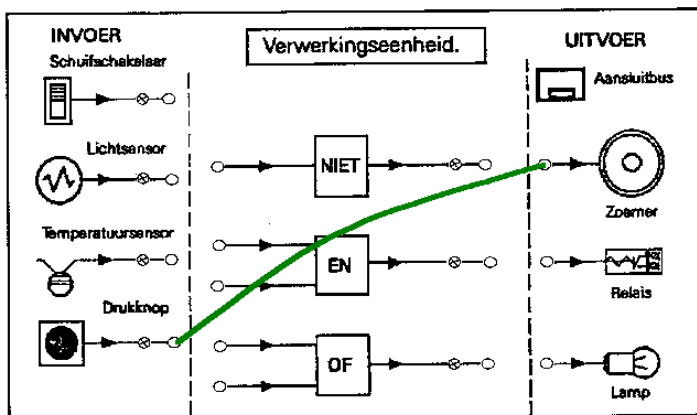 INVOER
Verwerkingseenheid.
UITVOER
Schuifschakelaar
Aansluitbus
Lichtsensor
NIET
Zoemer
Temperatuursensor
EN
Relais
Drukknop
OF
Lamp